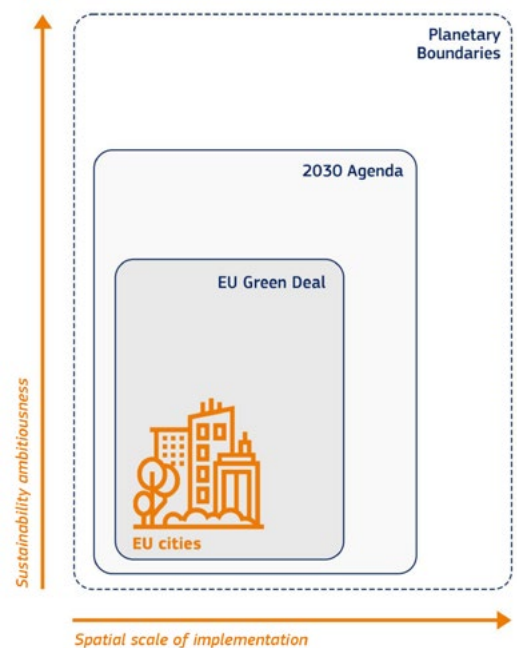 Planetary
Boundaries
2030 Agenda
EU Green Deal
EU cities
Sustainability ambitiousness
Spatial scale of implementation